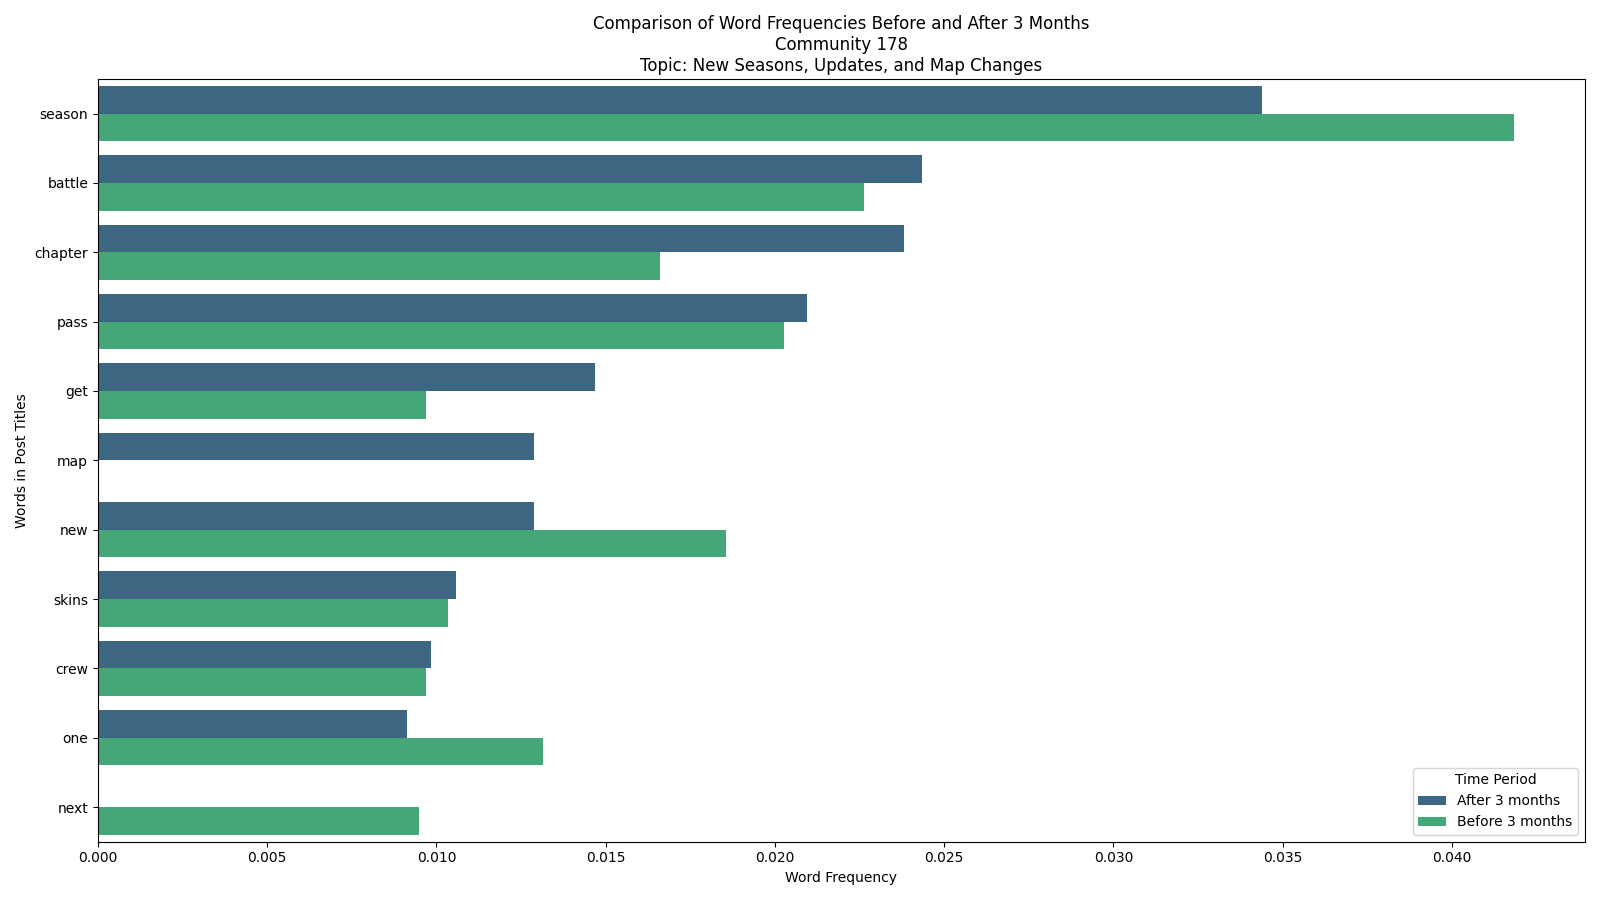 Comparison of Word Frequencies Before and After 3 Months
Community 178
Topic: New Seasons, Updates, and Map Changes
Words in Post Titles
season
battle
chapter
pass
get
map
new
skins
crew
one
next
Time Period
After 3 months
Before 3 months
0.000 0.005 0.010 0.015 0.020 0.025 0.030 0.035 0.040
Word Frequency